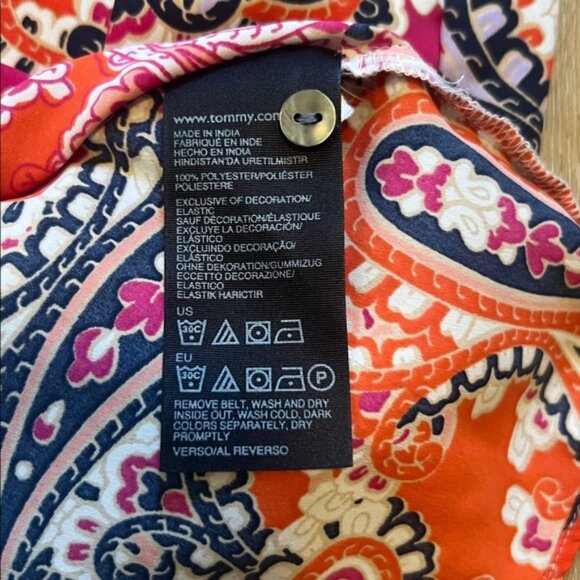 www.tommy.com
MADE IN INDIA
FABRIQUÉ EN INDE
HECHO EN INDIA
HINDISTAN'DA URETILMISTIR
100% POLYESTER/POLIÉSTER
POLIESTERE
EXCLUSIVE OF DECORATION/
ELASTIC
SAUF DÉCORATION/ÉLASTIQUE
EXCLUYE LA DECORACIÓN/
ELÁSTICO
EXCLUINDO DECORAÇÃO/
ELÁSTICO
OHNE DEKORATION/GUMMIZUG
ECCETTO DECORAZIONE/
ELASTICO
ELASTIK HARICTIR
US
30C
EU
30C P
REMOVE BELT, WASH AND DRY
INSIDE OUT, WASH COLD, DARK
COLORS SEPARATELY, DRY
PROMPTLY
VERSO/AL REVERSO